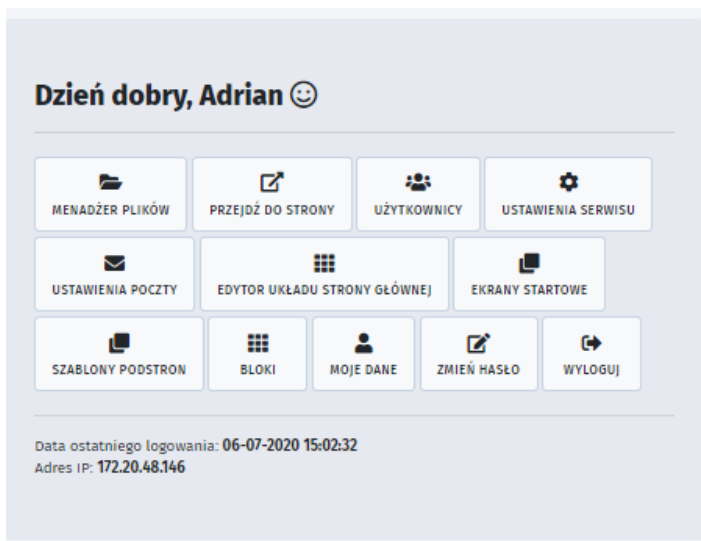 Dzień dobry, Adrian
MENADŻER PLIKÓW PRZEJDŹ DO STRONY UŻYTKOWNICY USTAWIENIA SERWISU
USTAWIENIA POCZTY EDYTOR UKŁADU STRONY GŁÓWNEJ EKRANY STARTOWE
SZABLONY PODSTRON BLOKI MOJE DANE ZMIEŃ HASŁO WYLOGUJ
Data ostatniego logowania: 06-07-2020 15:02:32
Adres IP: 172.20.48.146